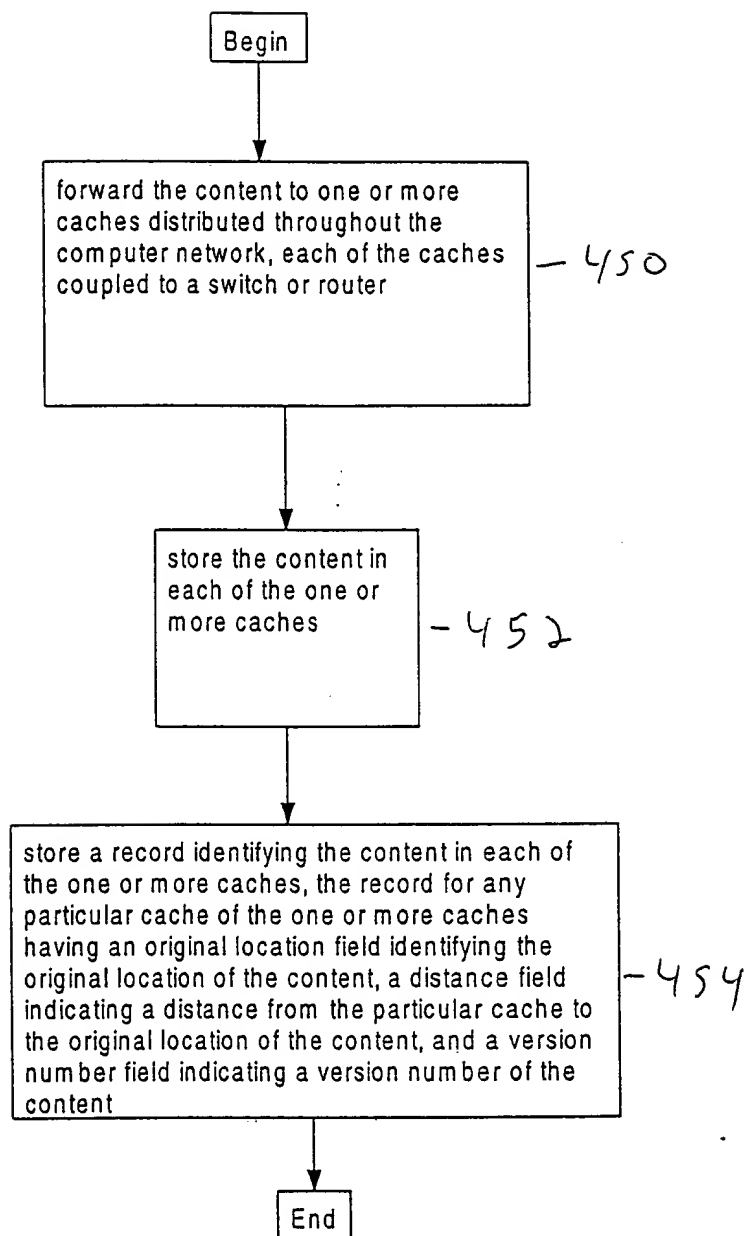 Begin
forward the content to one or more
caches distributed throughout the
computer network, each of the caches
coupled to a switch or router
- 450
store the content in
each of the one or
more caches
- 452
store a record identifying the content in each of
the one or more caches, the record for any
particular cache of the one or more caches
having an original location field identifying the
original location of the content, a distance field
indicating a distance from the particular cache to
the original location of the content, and a version
number field indicating a version number of the
content
- 454
End